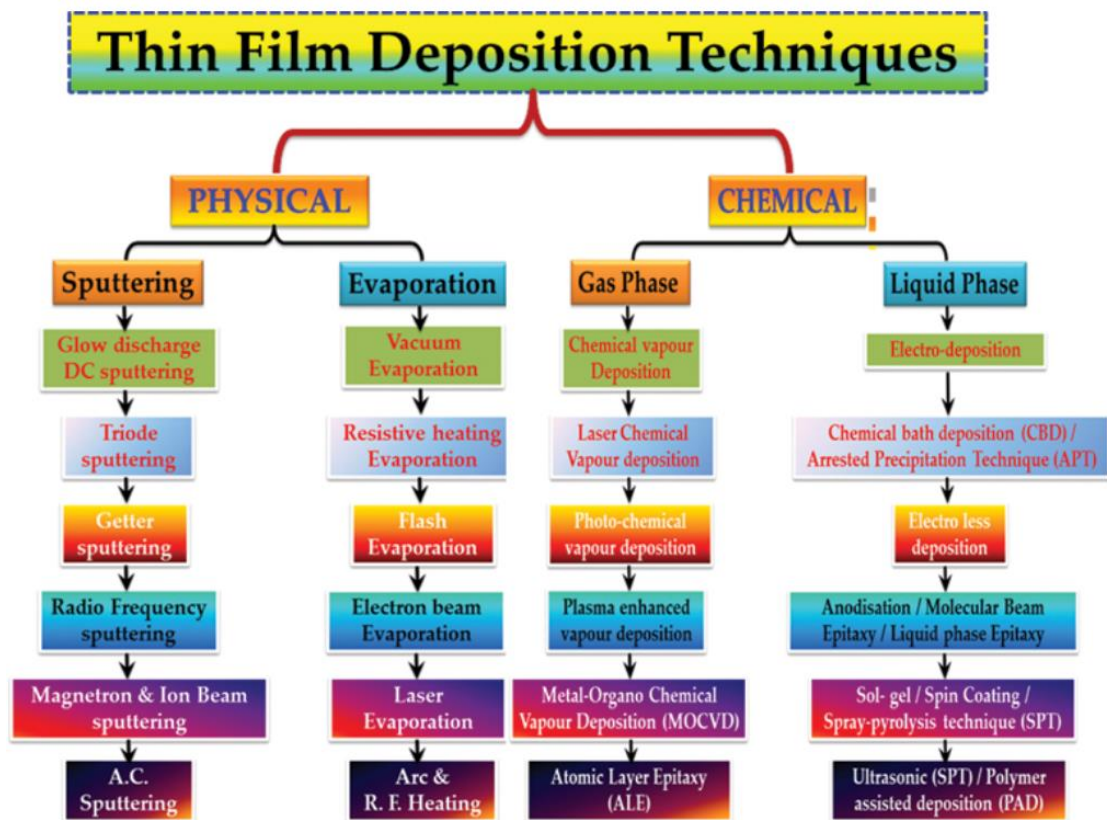 Thin Film Deposition Techniques
PHYSICAL
CHEMICAL
Sputtering
Evaporation
Gas Phase
Liquid Phase
Glow discharge
DC sputtering
Vacuum
Evaporation
Chemical vapour
Deposition
Electro-deposition
Triode
sputtering
Resistive heating
Evaporation
Laser Chemical
Vapour deposition
Chemical bath deposition (CBD) /
Arrested Precipitation Technique (APT)
Getter
sputtering
Flash
Evaporation
Photo-chemical
vapour deposition
Electro less
deposition
Radio Frequency
sputtering
Electron beam
Evaporation
Plasma enhanced
vapour deposition
Anodisation / Molecular Beam
Epitaxy / Liquid phase Epitaxy
Magnetron & Ion Beam
sputtering
Laser
Evaporation
Metal-Organo Chemical
Vapour Deposition (MOCVD)
Sol- gel / Spin Coating /
Spray-pyrolysis technique (SPT)
A.C.
Sputtering
Arc &
R. F. Heating
Atomic Layer Epitaxy
(ALE)
Ultrasonic (SPT) / Polymer
assisted deposition (PAD)